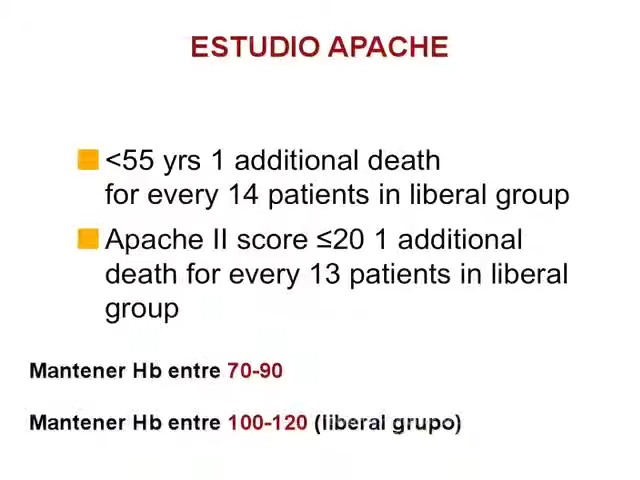 ESTUDIO APACHE
<55 yrs 1 additional death
for every 14 patients in liberal group
Apache II score ≤20 1 additional
death for every 13 patients in liberal
group
Mantener Hb entre 70-90
Mantener Hb entre 100-120 (liberal grupo)